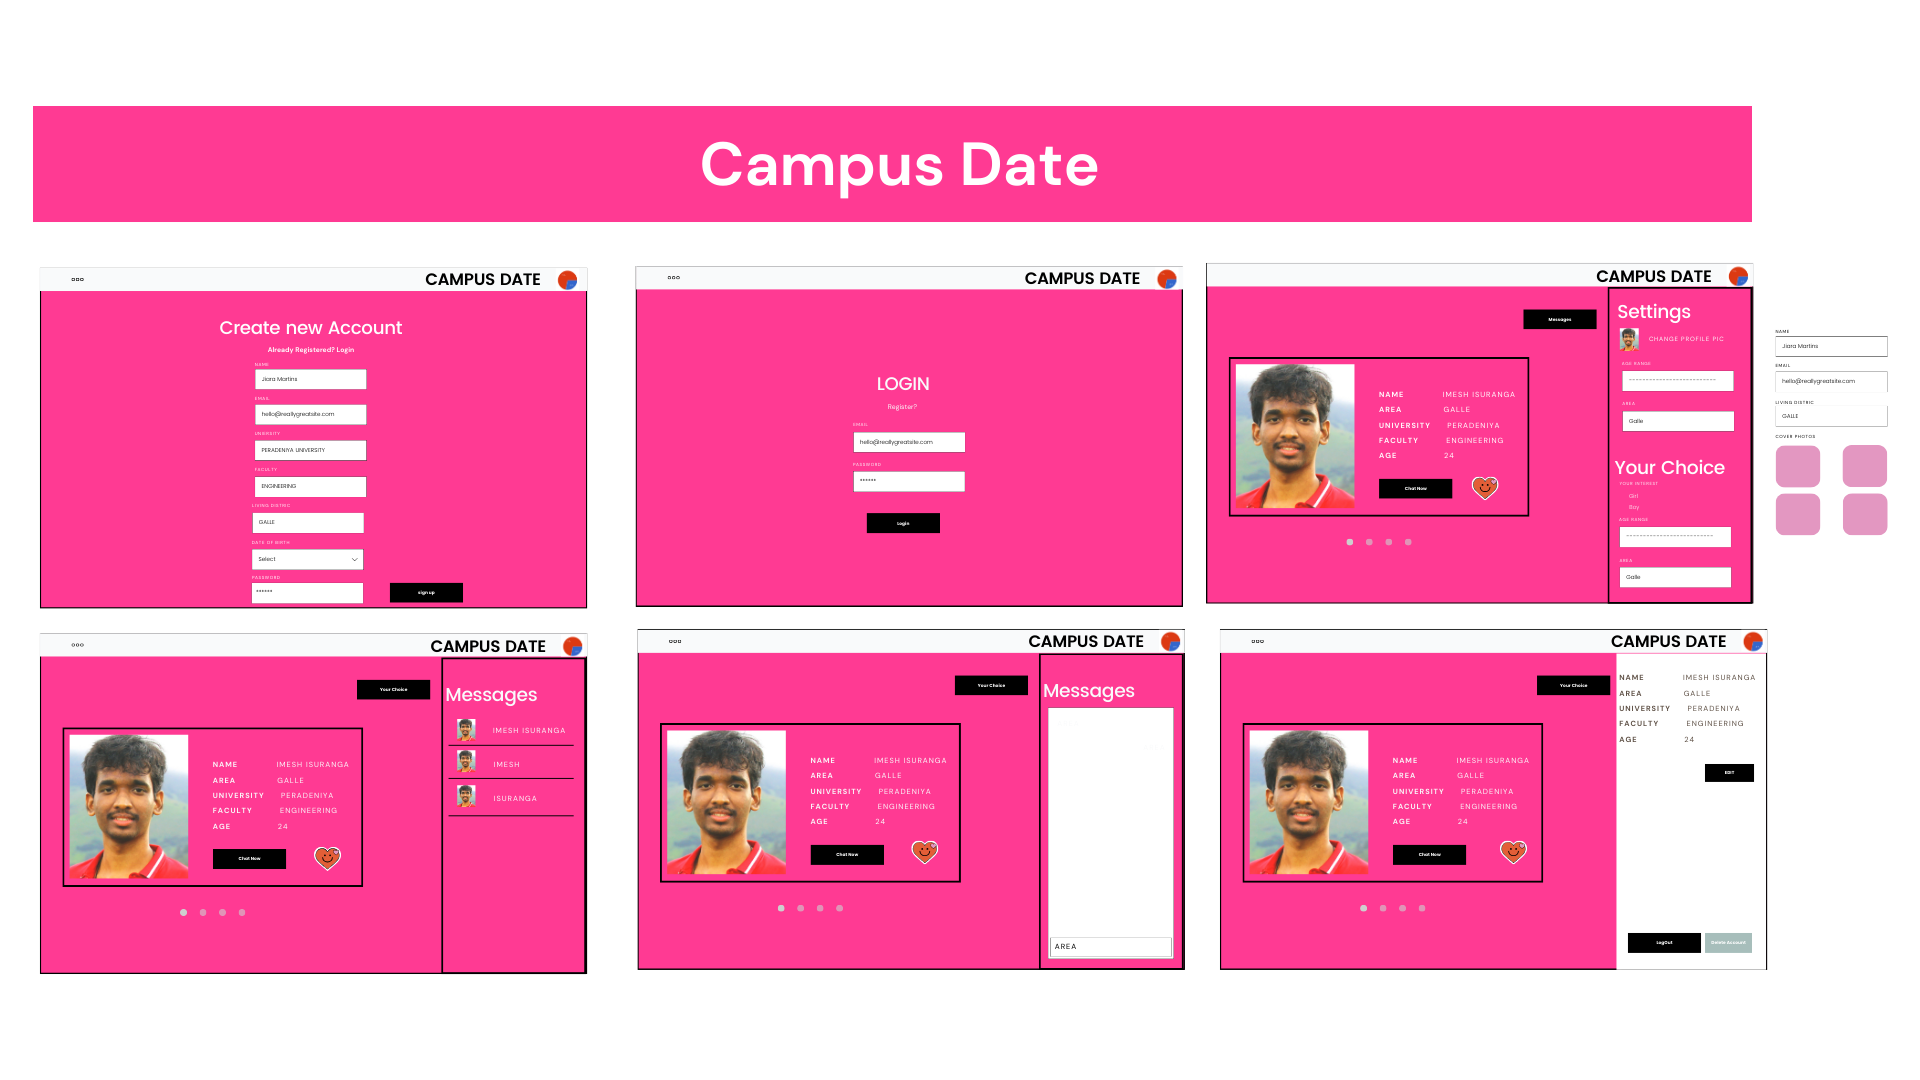 Campus Date
CAMPUS DATE
Create new Account
Already Registered? Login
NAME
Jiara Martins
EMAIL
hello@reallygreatsite.com
UNIERSITY
PERADENIYA UNIVERSITY
FACULTY
ENGINEERING
LIVING DISTRIC
GALLE
DATE OF BIRTH
Select
PASSWORD
******
sign up
CAMPUS DATE
LOGIN
Register?
EMAIL
hello@reallygreatsite.com
PASSWORD
******
Login
CAMPUS DATE
Messages
NAME IMESH ISURANGA
AREA GALLE
UNIVERSITY PERADENIYA
FACULTY ENGINEERING
AGE 24
Chat Now
Settings
CHANGE PROFILE PIC
AGE RANGE
---------------------------
AREA
Galle
Your Choice
YOUR INTEREST
Girl
Boy
AGE RANGE
---------------------------
AREA
Galle
NAME
Jiara Martins
EMAIL
hello@reallygreatsite.com
LIVING DISTRIC
GALLE
COVER PHOTOS
CAMPUS DATE
Your Choice
NAME IMESH ISURANGA
AREA GALLE
UNIVERSITY PERADENIYA
FACULTY ENGINEERING
AGE 24
Chat Now
Messages
IMESH ISURANGA
IMESH
ISURANGA
CAMPUS DATE
Your Choice
NAME IMESH ISURANGA
AREA GALLE
UNIVERSITY PERADENIYA
FACULTY ENGINEERING
AGE 24
Chat Now
Messages
AREA
CAMPUS DATE
Your Choice
NAME IMESH ISURANGA
AREA GALLE
UNIVERSITY PERADENIYA
FACULTY ENGINEERING
AGE 24
Chat Now
NAME IMESH ISURANGA
AREA GALLE
UNIVERSITY PERADENIYA
FACULTY ENGINEERING
AGE 24
EDIT
LogOut
Delete Account